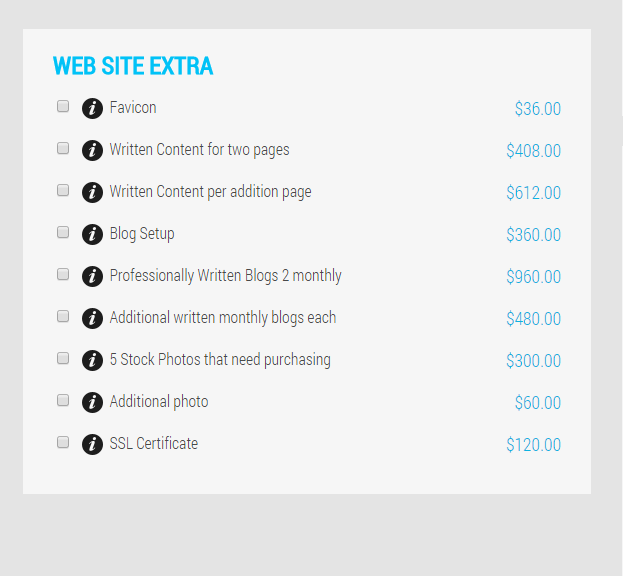 WEB SITE EXTRA
i Favicon $36.00
i Written Content for two pages $408.00
i Written Content per addition page $612.00
i Blog Setup $360.00
i Professionally Written Blogs 2 monthly $960.00
i Additional written monthly blogs each $480.00
i 5 Stock Photos that need purchasing $300.00
i Additional photo $60.00
i SSL Certificate $120.00